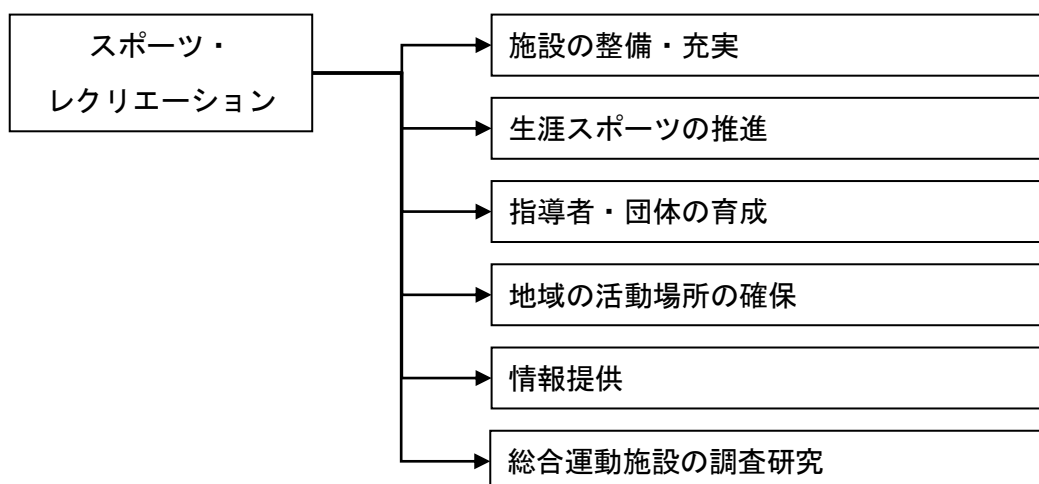 スポーツ・
レクリエーション
施設の整備・充実
生涯スポーツの推進
指導者・団体の育成
地域の活動場所の確保
情報提供
総合運動施設の調査研究